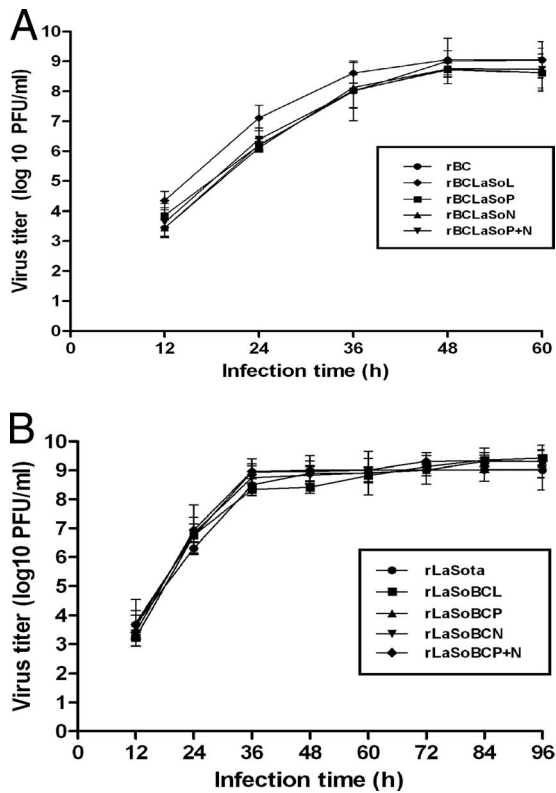 A
Virus titer (log 10 PFU/ml)
10
9
8
7
6
5
4
3
2
1
0
0 12 24 36 48 60
Infection time (h)
rBC
rBCLaSoL
rBCLaSoP
rBCLaSoN
rBCLaSoP+N
B
Virus titer (log10 PFU/ml)
10
9
8
7
6
5
4
3
2
1
0
0 12 24 36 48 60 72 84 96
Infection time (h)
rLaSota
rLaSoBCL
rLaSoBCP
rLaSoBCN
rLaSoBCP+N